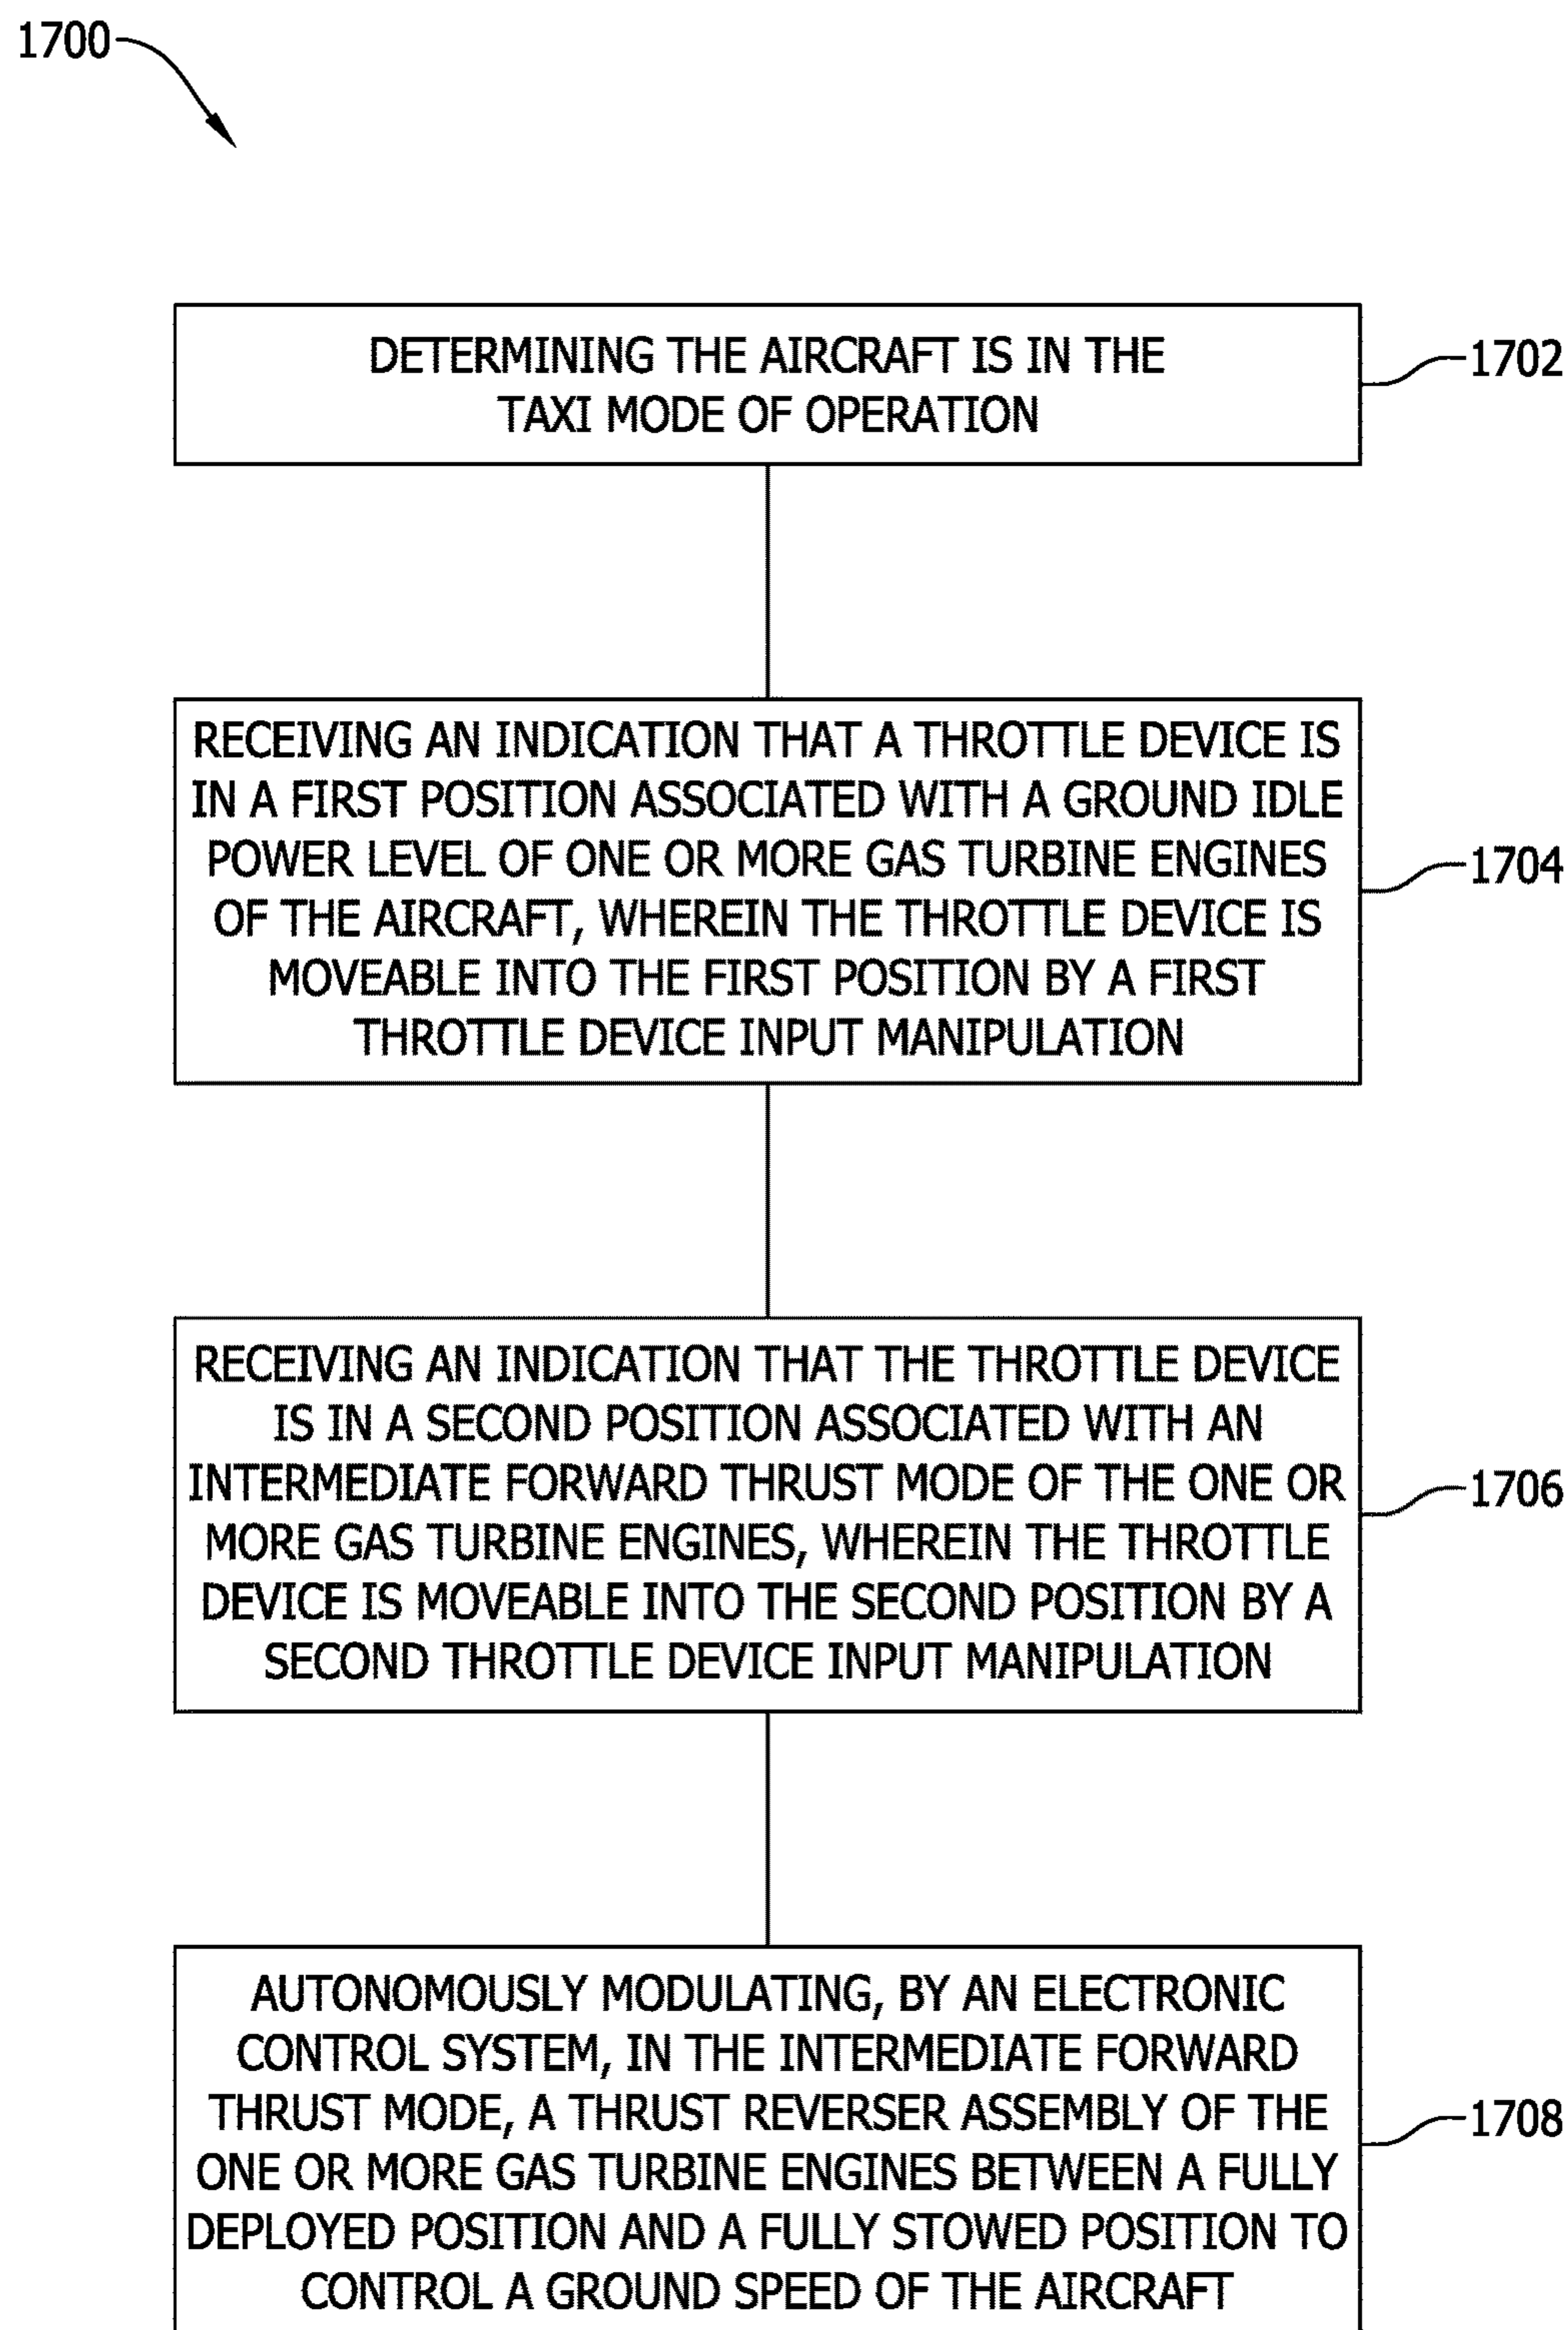 1700
DETERMINING THE AIRCRAFT IS IN THE
TAXI MODE OF OPERATION
1702
RECEIVING AN INDICATION THAT A THROTTLE DEVICE IS
IN A FIRST POSITION ASSOCIATED WITH A GROUND IDLE
POWER LEVEL OF ONE OR MORE GAS TURBINE ENGINES
OF THE AIRCRAFT, WHEREIN THE THROTTLE DEVICE IS
MOVEABLE INTO THE FIRST POSITION BY A FIRST
THROTTLE DEVICE INPUT MANIPULATION
1704
RECEIVING AN INDICATION THAT THE THROTTLE DEVICE
IS IN A SECOND POSITION ASSOCIATED WITH AN
INTERMEDIATE FORWARD THRUST MODE OF THE ONE OR
MORE GAS TURBINE ENGINES, WHEREIN THE THROTTLE
DEVICE IS MOVEABLE INTO THE SECOND POSITION BY A
SECOND THROTTLE DEVICE INPUT MANIPULATION
1706
AUTONOMOUSLY MODULATING, BY AN ELECTRONIC
CONTROL SYSTEM, IN THE INTERMEDIATE FORWARD
THRUST MODE, A THRUST REVERSER ASSEMBLY OF THE
ONE OR MORE GAS TURBINE ENGINES BETWEEN A FULLY
DEPLOYED POSITION AND A FULLY STOWED POSITION TO
CONTROL A GROUND SPEED OF THE AIRCRAFT
1708